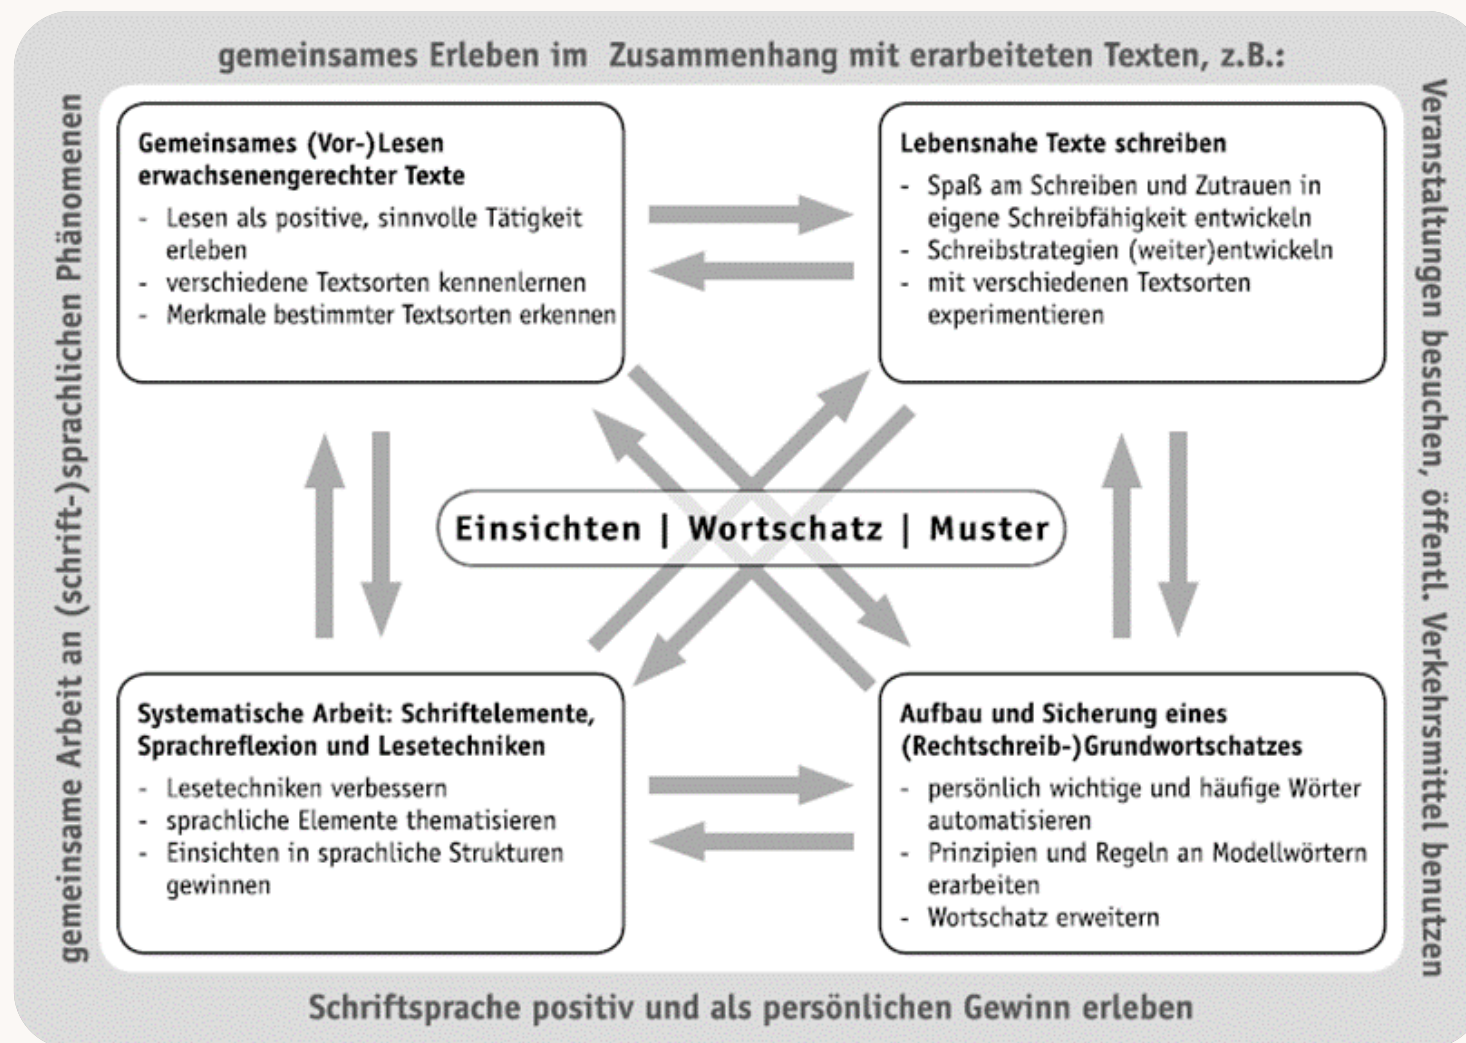 gemeinsames Erleben im Zusammenhang mit erarbeiteten Texten, z.B.:
gemeinsame Arbeit an (schrift-)sprachlichen Phänomenen
Gemeinsames (Vor-)Lesen
erwachsenengerechter Texte
- Lesen als positive, sinnvolle Tätigkeit
erleben
- verschiedene Textsorten kennenlernen
- Merkmale bestimmter Textsorten erkennen
Lebensnahe Texte schreiben
- Spaß am Schreiben und Zutrauen in
eigene Schreibfähigkeit entwickeln
- Schreibstrategien (weiter)entwickeln
- mit verschiedenen Textsorten
experimentieren
Veranstaltungen besuchen, öffentl. Verkehrsmittel benutzen
Einsichten | Wortschatz | Muster
Systematische Arbeit: Schriftelemente,
Sprachreflexion und Lesetechniken
- Lesetechniken verbessern
- sprachliche Elemente thematisieren
- Einsichten in sprachliche Strukturen
gewinnen
Aufbau und Sicherung eines
(Rechtschreib-)Grundwortschatzes
- persönlich wichtige und häufige Wörter
automatisieren
- Prinzipien und Regeln an Modellwörtern
erarbeiten
- Wortschatz erweitern
Schriftsprache positiv und als persönlichen Gewinn erleben